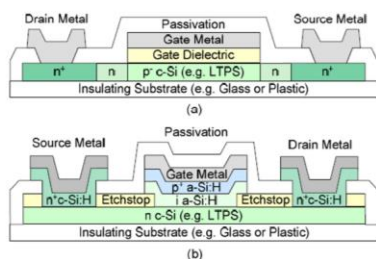 Drain Metal Passivation Source Metal
Gate Metal
Gate Dielectric
n⁺ n p⁻ c-Si (e.g. LTPS) n n⁺
Insulating Substrate (e.g. Glass or Plastic)
(a)
Source Metal Passivation Drain Metal
Gate Metal
p⁺ a-Si:H
n⁺c-Si:H Etchstop i a-Si:H Etchstop n⁺c-Si:H
n c-Si (e.g. LTPS)
Insulating Substrate (e.g. Glass or Plastic)
(b)